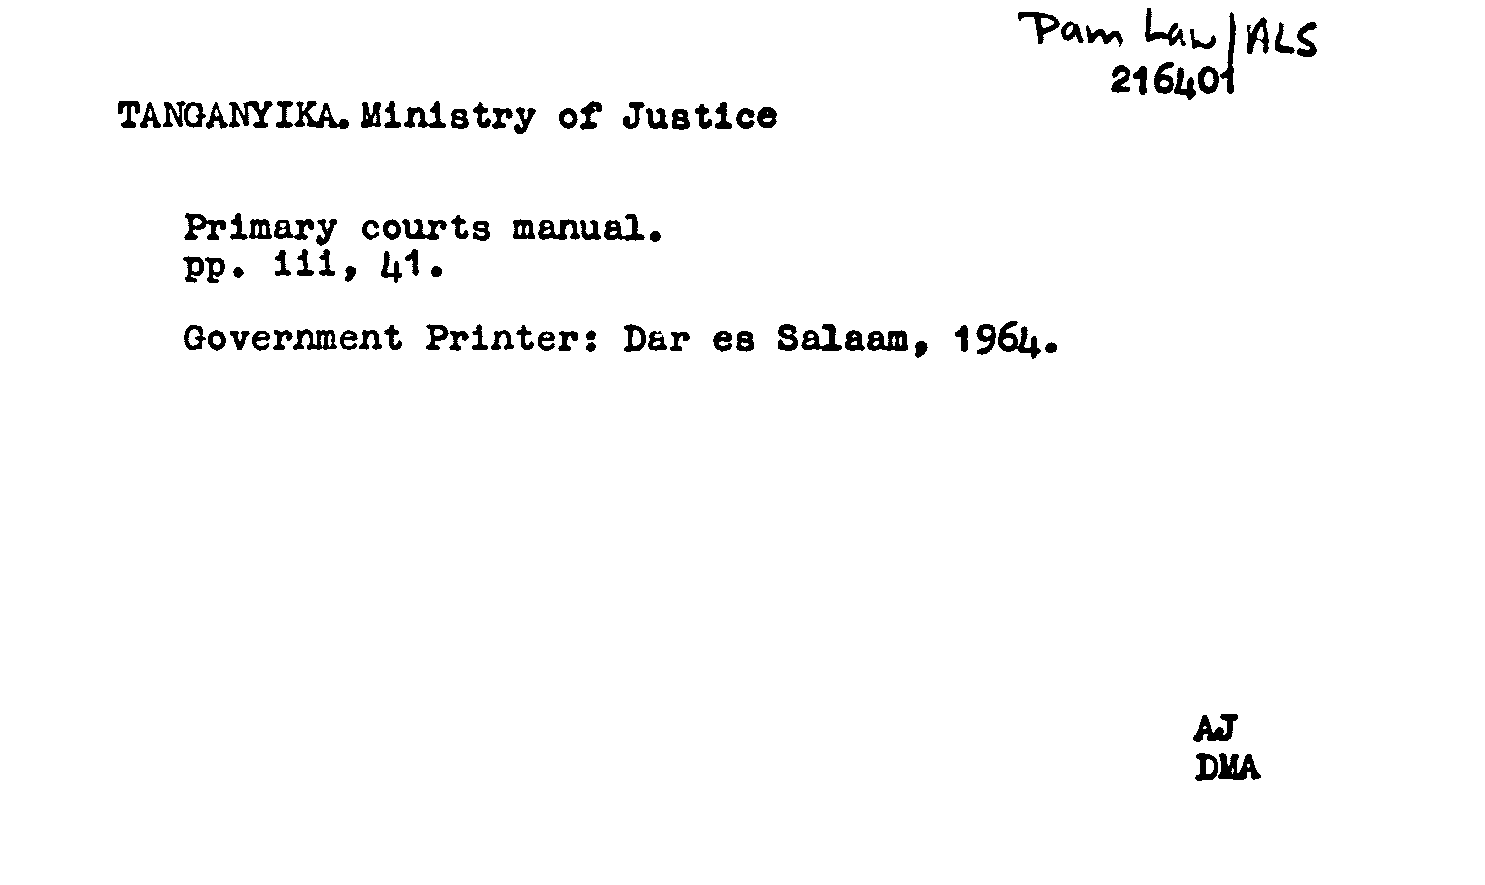 Pam Law/ALS
216401
TANGANYIKA. Ministry of Justice
Primary courts manual.
pp. iii, 41.
Government Printer: Dar es Salaam, 1964.
AJ
DMA